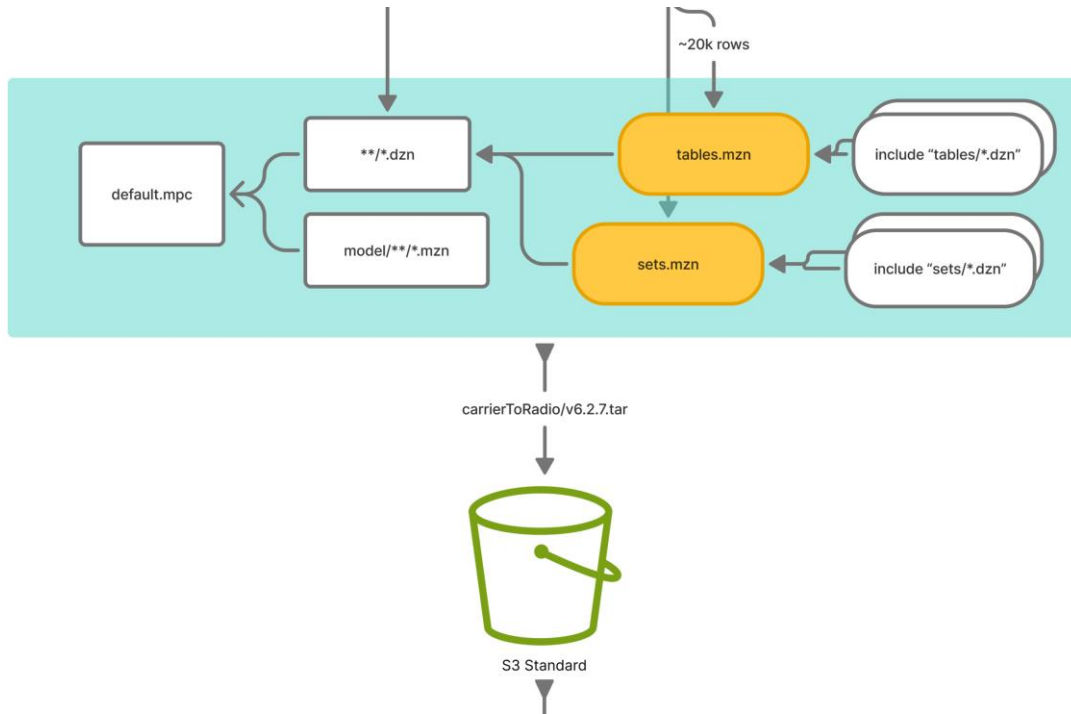 ~20k rows
**/*.dzn
tables.mzn
include “tables/*.dzn”
default.mpc
model/**/*.mzn
sets.mzn
include “sets/*.dzn”
carrierToRadio/v6.2.7.tar
S3 Standard